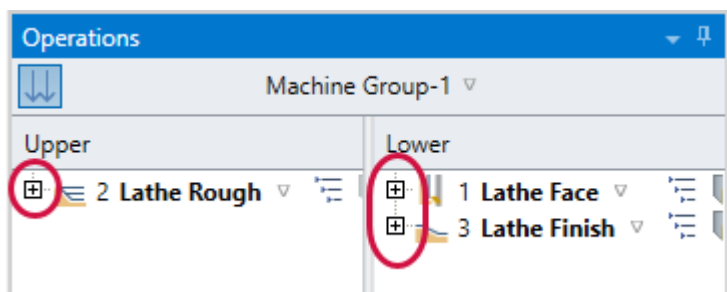 Operations
Machine Group-1
Upper
Lower
2 Lathe Rough
1 Lathe Face
3 Lathe Finish